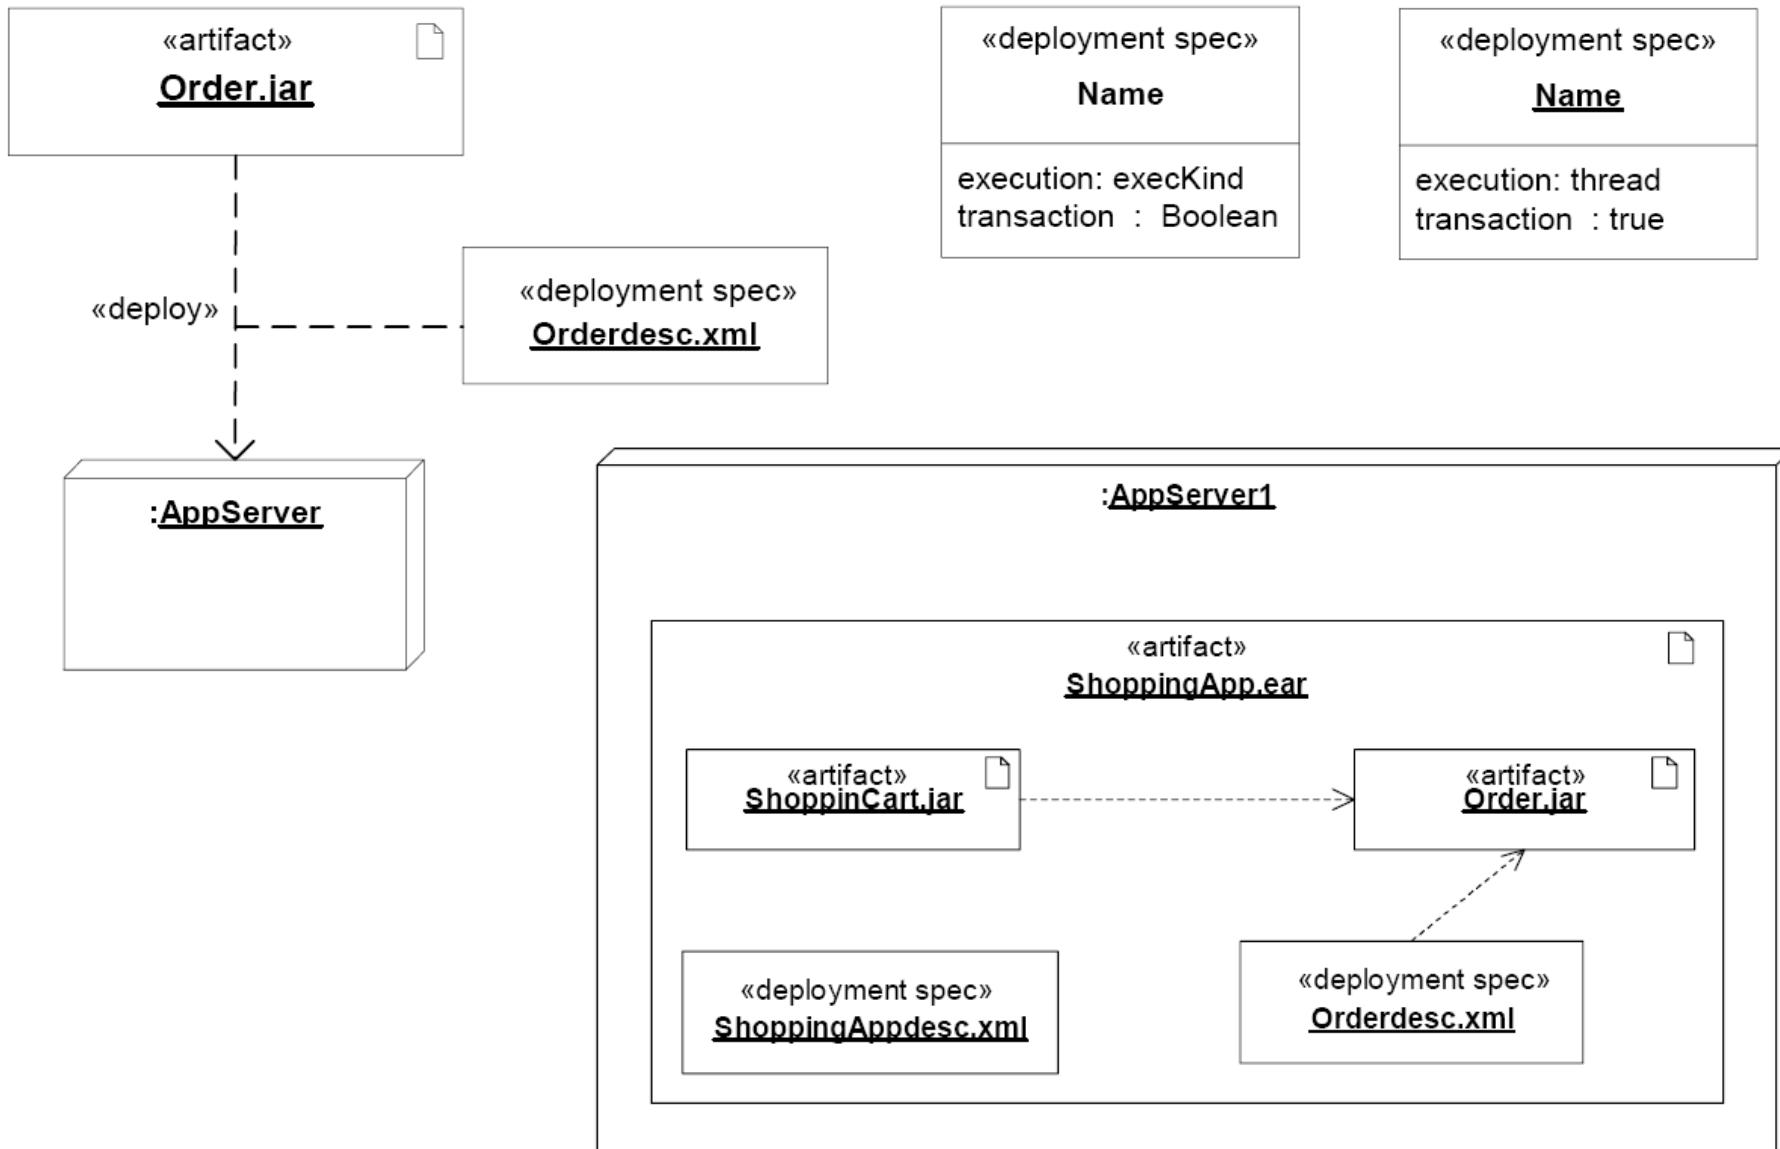 «artifact»
Order.jar
«deploy»
«deployment spec»
Orderdesc.xml
:AppServer
«deployment spec»
Name
execution: execKind
transaction : Boolean
«deployment spec»
Name
execution: thread
transaction : true
:AppServer1
«artifact»
ShoppingApp.ear
«artifact»
ShoppinCart.jar
«artifact»
Order.jar
«deployment spec»
ShoppingAppdesc.xml
«deployment spec»
Orderdesc.xml